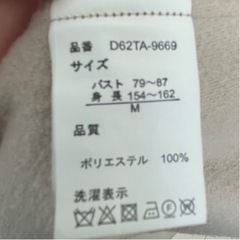 品番 D62TA-9669
サイズ
バスト 79~87
身長 154~162
M
品質
ポリエステル 100%
洗濯表示